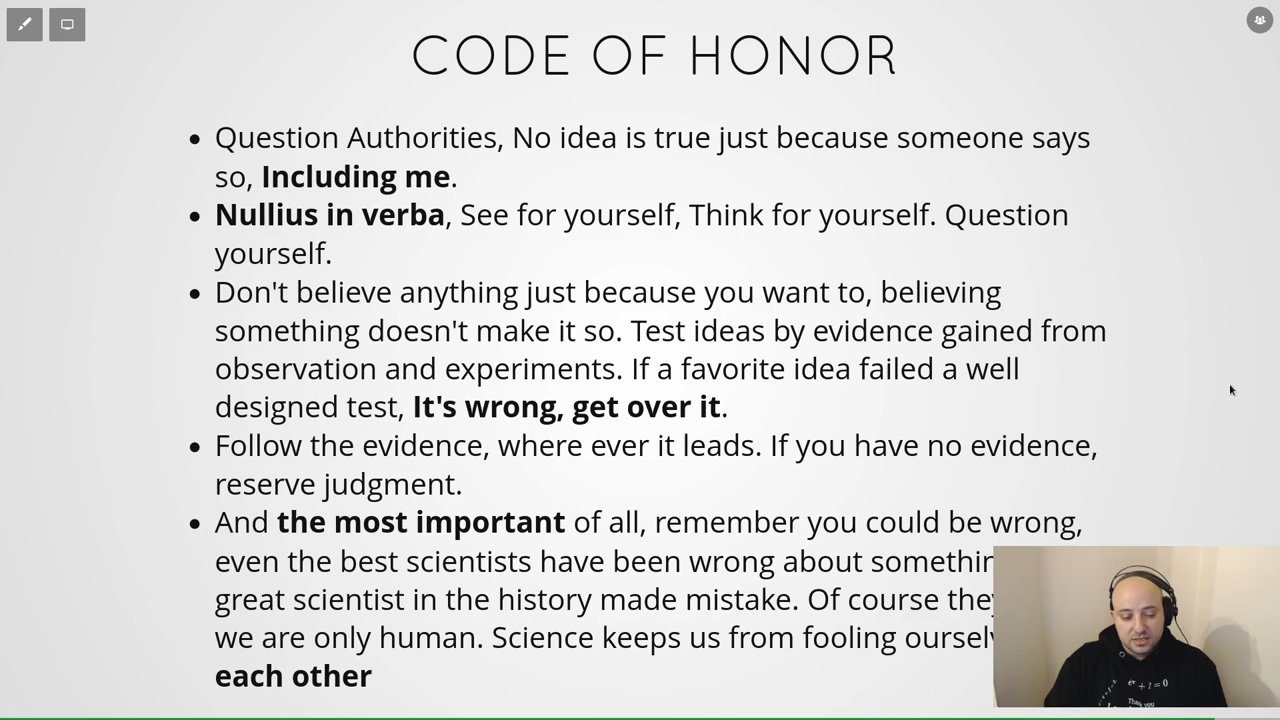 CODE OF HONOR
• Question Authorities, No idea is true just because someone says
so, Including me.
• Nullius in verba, See for yourself, Think for yourself. Question
yourself.
• Don't believe anything just because you want to, believing
something doesn't make it so. Test ideas by evidence gained from
observation and experiments. If a favorite idea failed a well
designed test, It's wrong, get over it.
• Follow the evidence, where ever it leads. If you have no evidence,
reserve judgment.
• And the most important of all, remember you could be wrong,
even the best scientists have been wrong about
great scientist in the history made mistake. Of course
we are only human. Science keeps us from fooling
each other
+ 1 = 0
Thank you